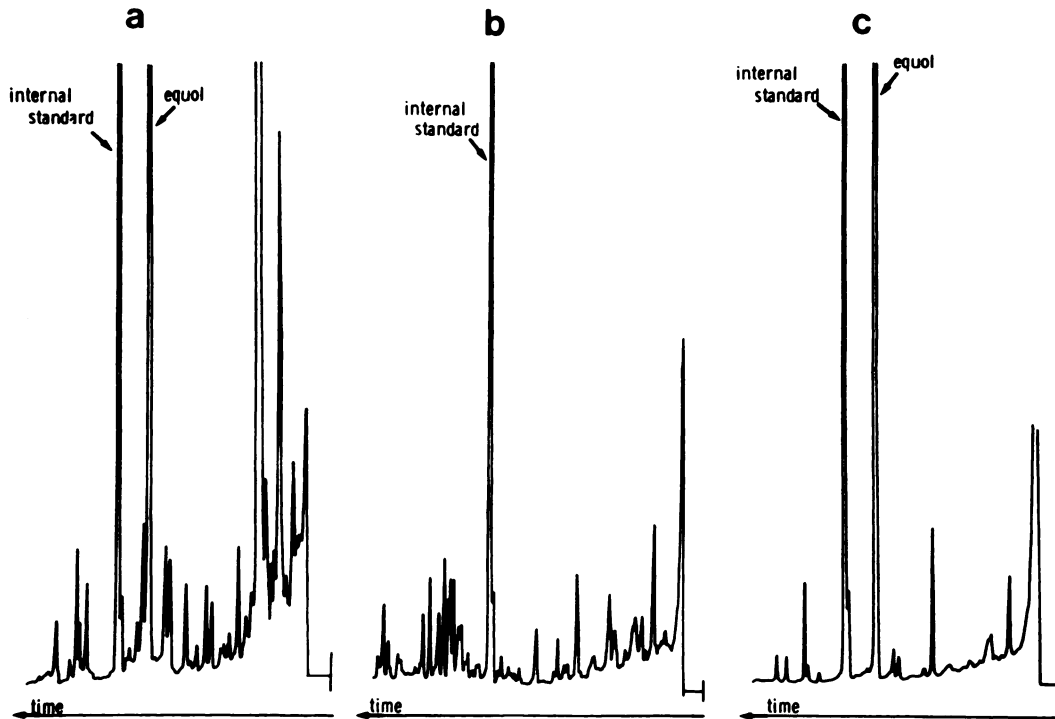 a
internal
standard
equol
time
b
internal
standard
time
c
internal
standard
equol
time